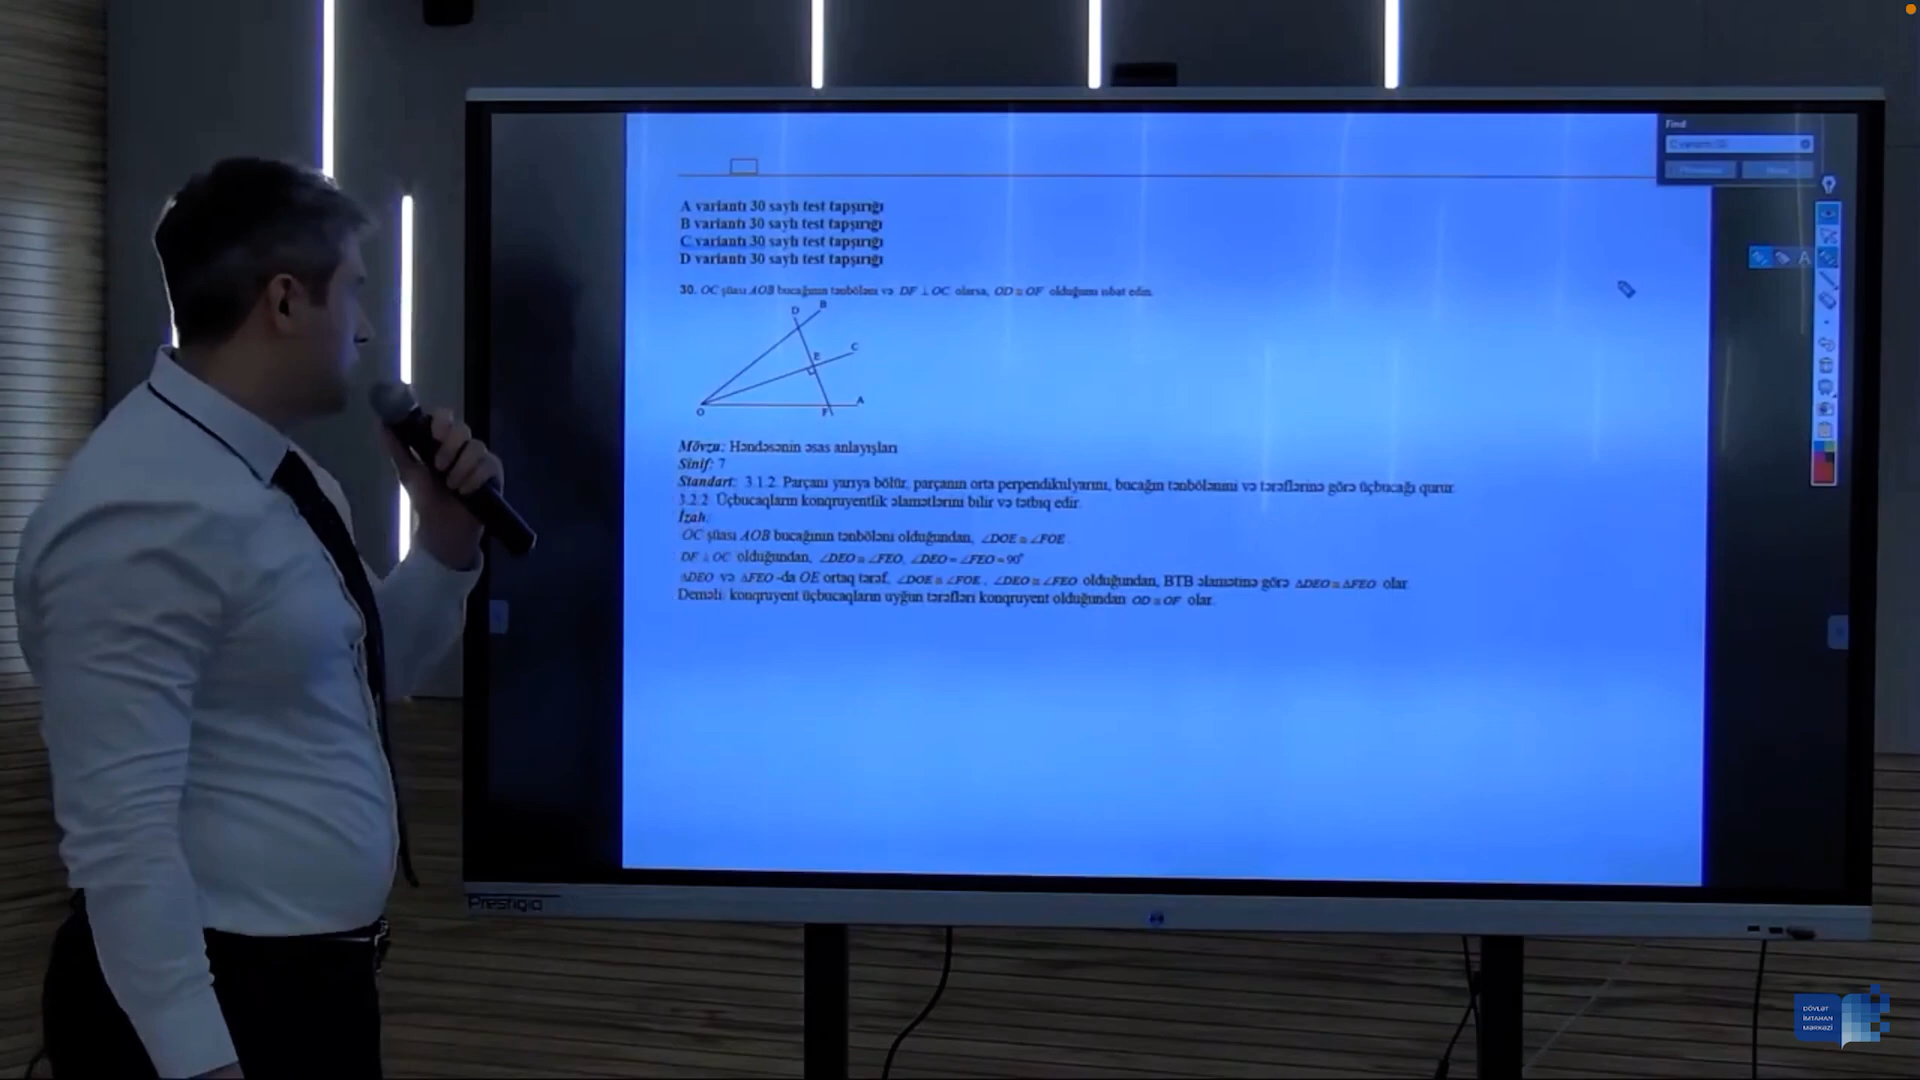 Find
A variantı 30 saylı test tapşırığı
B variantı 30 saylı test tapşırığı
C variantı 30 saylı test tapşırığı
D variantı 30 saylı test tapşırığı
30. OC şüası AOB bucağının tənböləni və DF ⊥ OC olarsa, OD ≅ OF olduğunu isbat edin.
B
D
C
E
A
O
F
Mövzu: Həndəsənin əsas anlayışları
Sinif: 7
Standart: 3.1.2. Parçanı yarıya bölür, parçanın orta perpendikulyarını, bucağın tənbölənini və tərəflərinə görə üçbucağı qurur.
3.2.2. Üçbucaqların konqruyentlik əlamətlərini bilir və tətbiq edir.
İzah:
OC şüası AOB bucağının tənböləni olduğundan, ∠DOE ≅ ∠FOE.
DF ⊥ OC olduğundan, ∠DEO ≅ ∠FEO, ∠DEO = ∠FEO = 90°
△DEO və △FEO -da OE ortaq tərəf, ∠DOE ≅ ∠FOE, ∠DEO ≅ ∠FEO olduğundan, BTB əlamətinə görə △DEO ≅ △FEO olar.
Deməli: konqruyent üçbucaqların uyğun tərəfləri konqruyent olduğundan OD ≅ OF olar.
A
Prestigio
DÖVLƏT
İMTAHAN
MƏRKƏZİ